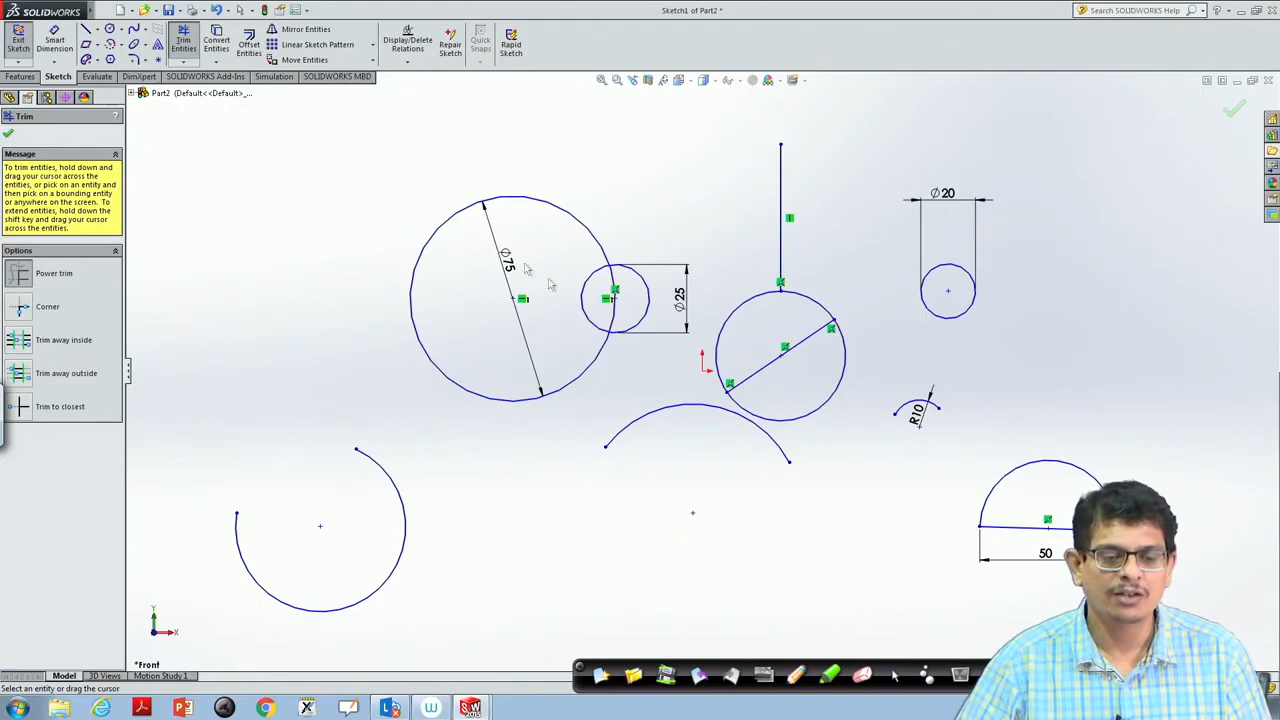 SOLIDWORKS
Sketch1 of Part2 *
Search SOLIDWORKS Help
Exit Sketch
Smart Dimension
Trim Entities
Convert Entities
Offset Entities
Mirror Entities
Linear Sketch Pattern
Move Entities
Display/Delete Relations
Repair Sketch
Quick Snaps
Rapid Sketch
Features
Sketch
Evaluate
DimXpert
SOLIDWORKS Add-Ins
Simulation
SOLIDWORKS MBD
Part2 (Default<<Default>_...
Trim
Message
To trim entities, hold down and
drag your cursor across the
entities, or pick on an entity and
then pick a bounding entity
or anywhere on the screen. To
extend entities, hold down the
shift key and drag your cursor
across the entities.
Options
Power trim
Corner
Trim away inside
Trim away outside
Trim to closest
Ø75
Ø25
Ø20
R10
50
Y
X
*Front
Model
3D Views
Motion Study 1
Select an entity or drag the cursor